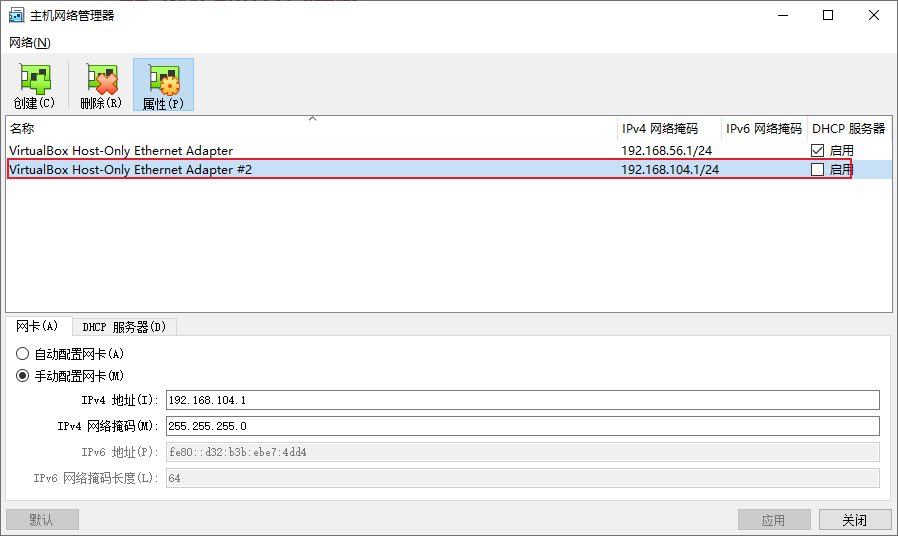 主机网络管理器
网络(N)
创建(C) 删除(R) 属性(P)
名称 IPv4 网络掩码 IPv6 网络掩码 DHCP 服务器
VirtualBox Host-Only Ethernet Adapter 192.168.56.1/24 启用
VirtualBox Host-Only Ethernet Adapter #2 192.168.104.1/24 启用
网卡(A) DHCP 服务器(D)
自动配置网卡(A)
手动配置网卡(M)
IPv4 地址(I): 192.168.104.1
IPv4 网络掩码(M): 255.255.255.0
IPv6 地址(P): fe80::d32:b3b:ebe7:4dd4
IPv6 网络掩码长度(L): 64
默认 应用 关闭